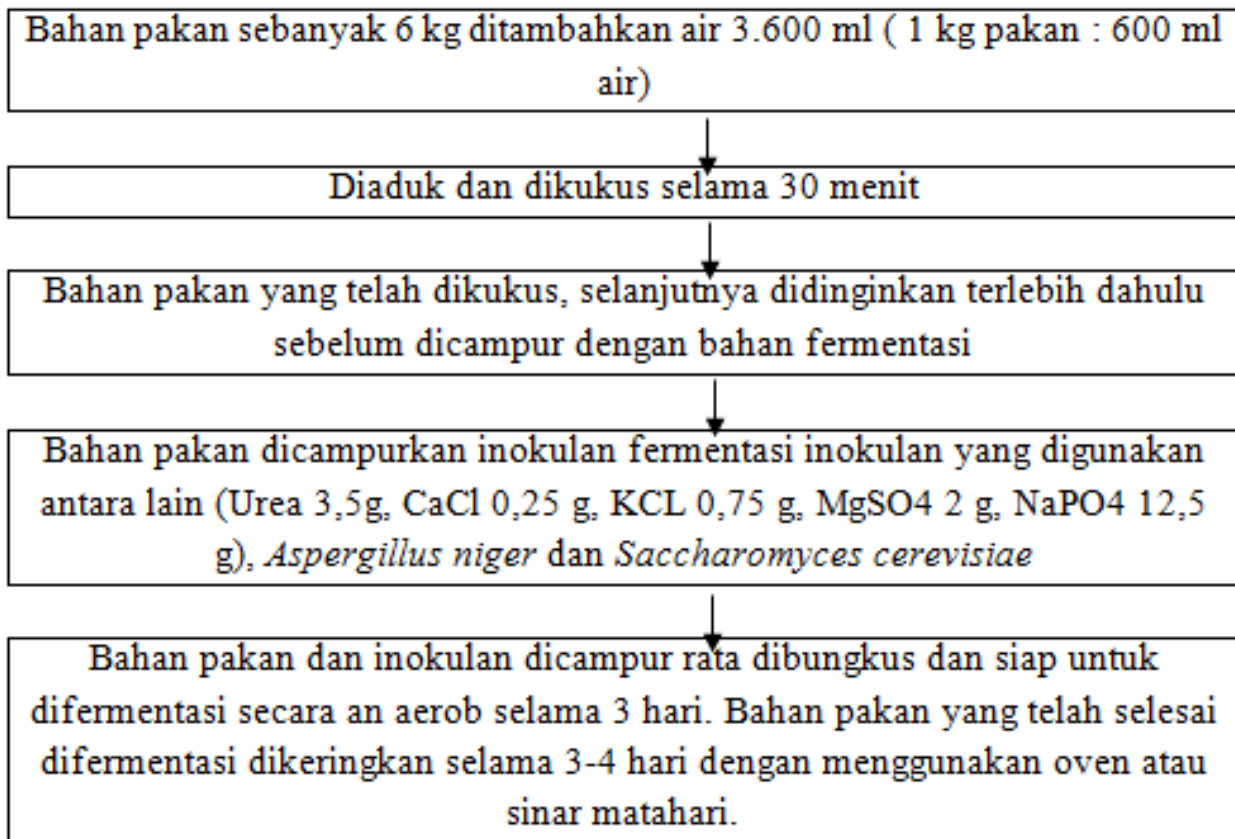 Bahan pakan sebanyak 6 kg ditambahkan air 3.600 ml ( 1 kg pakan : 600 ml
air)
Diaduk dan dikukus selama 30 menit
Bahan pakan yang telah dikukus, selanjutnya didinginkan terlebih dahulu
sebelum dicampur dengan bahan fermentasi
Bahan pakan dicampurkan inokulan fermentasi inokulan yang digunakan
antara lain (Urea 3,5g, CaCl 0,25 g, KCL 0,75 g, MgSO4 2 g, NaPO4 12,5
g), Aspergillus niger dan Saccharomyces cerevisiae
Bahan pakan dan inokulan dicampur rata dibungkus dan siap untuk
difermentasi secara an aerob selama 3 hari. Bahan pakan yang telah selesai
difermentasi dikeringkan selama 3-4 hari dengan menggunakan oven atau
sinar matahari.